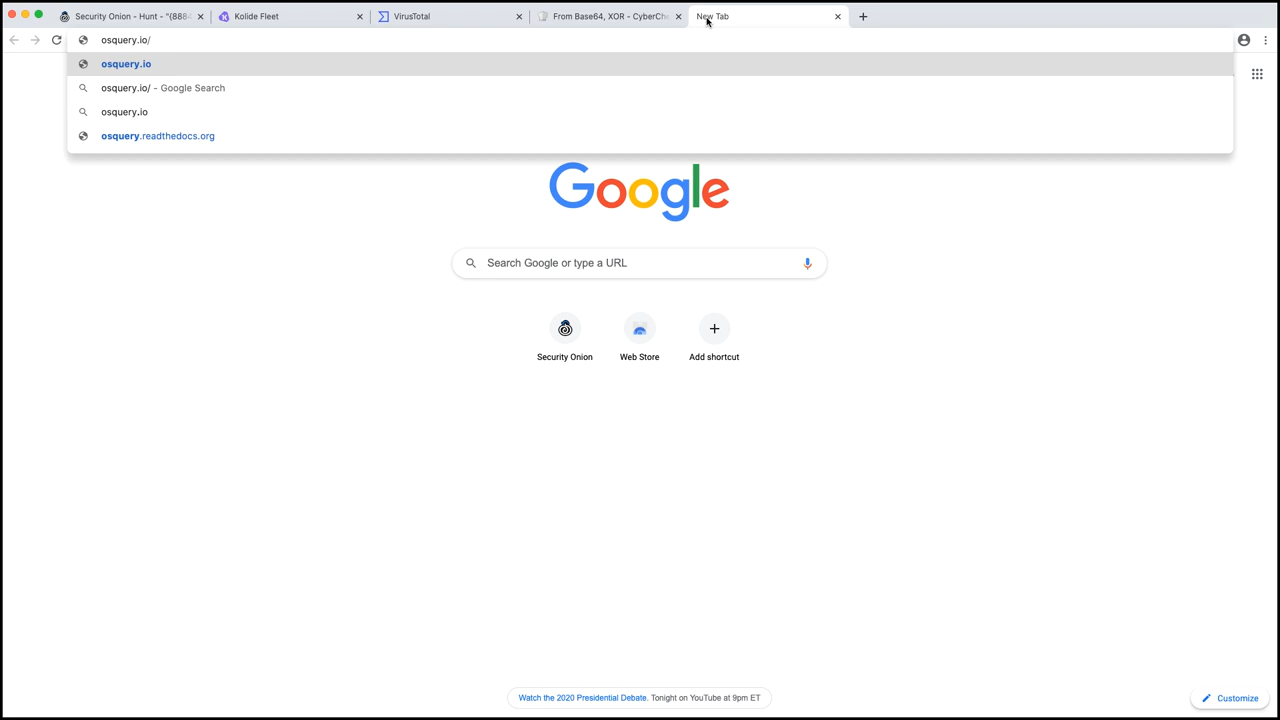 Security Onion - Hunt - "{8884
Kolide Fleet
VirusTotal
From Base64, XOR - CyberChe
New Tab
osquery.io/
osquery.io
osquery.io/ - Google Search
osquery.io
osquery.readthedocs.org
Google
Search Google or type a URL
Security Onion
Web Store
Add shortcut
Watch the 2020 Presidential Debate. Tonight on YouTube at 9pm ET
Customize